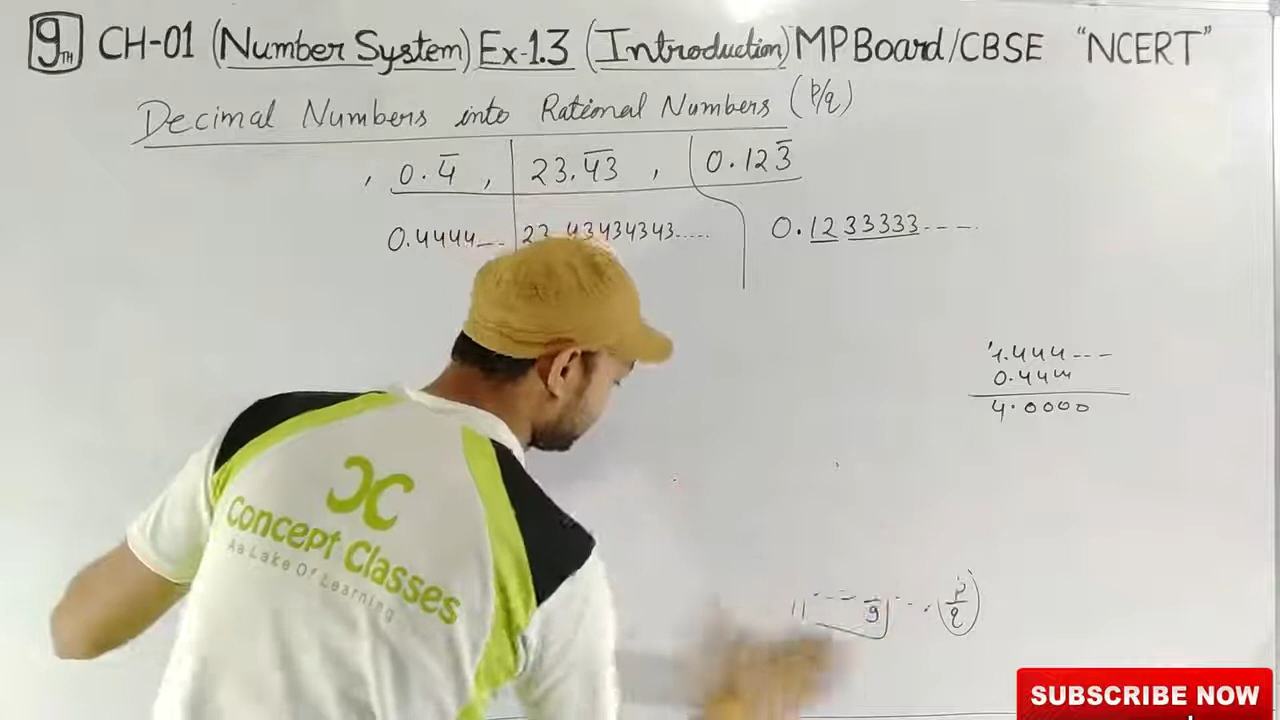 9TH CH-01 (Number System) Ex-1.3 (Introduction) MP Board/CBSE "NCERT"
Decimal Numbers into Rational Numbers (p/q)
, 0.4̅ , 23.4̅3̅ , 0.123̅
0.4444... 23.43434343..... 0.1233333----
4.444---
0.444
4.0000
p/q
Concept Classes
As Lake Of Learning
SUBSCRIBE NOW